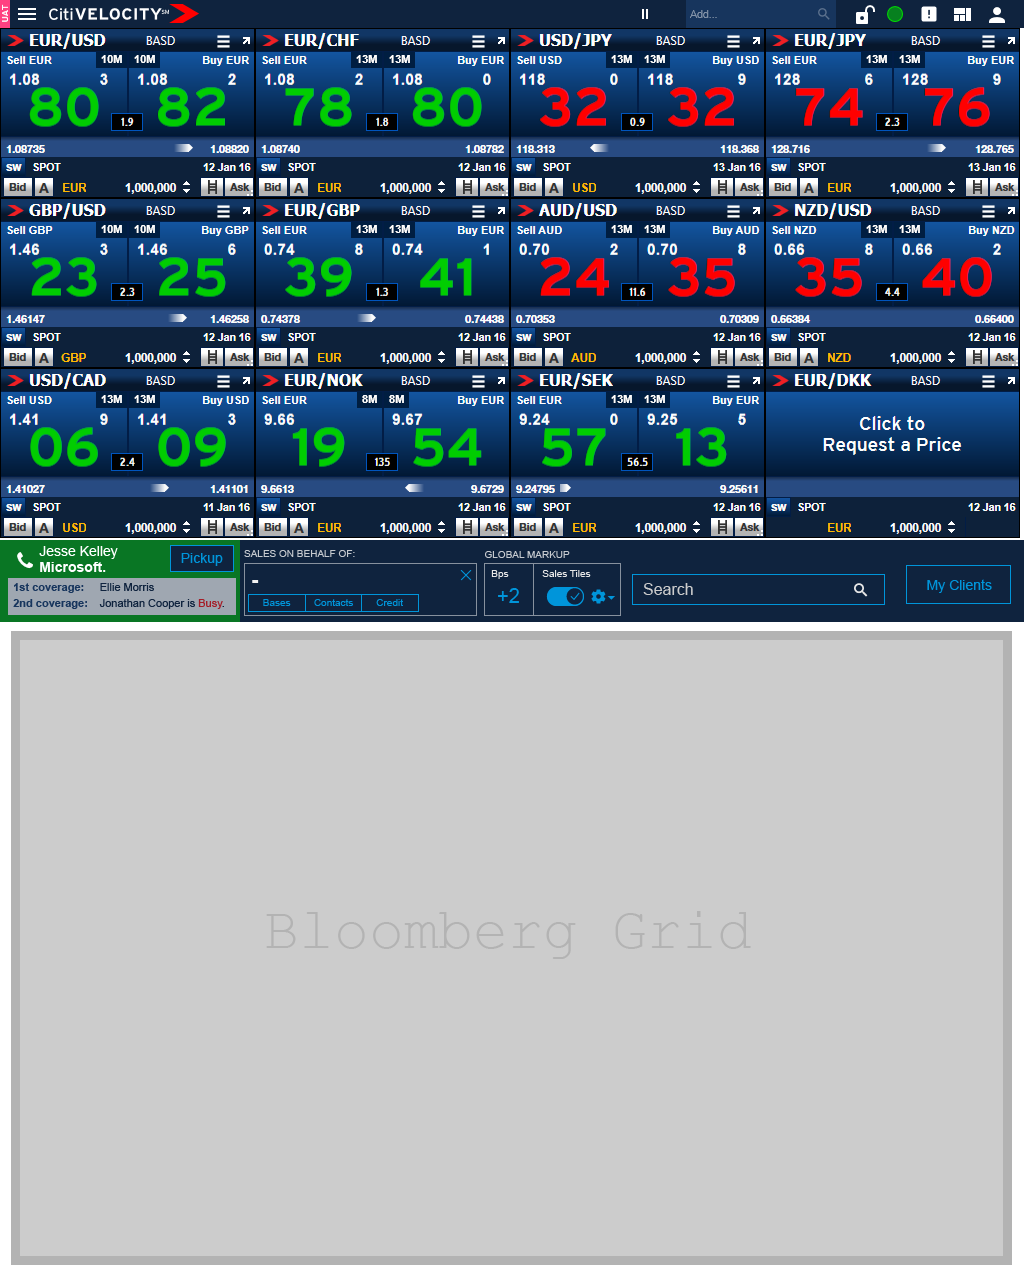 UAT
CitiVELOCITY SM
Add...
EUR/USD BASD
Sell EUR 10M 10M Buy EUR
1.08 3 1.08 2
80 1.9 82
1.08735 1.08820
SW SPOT 12 Jan 16
Bid A EUR 1,000,000 Ask
EUR/CHF BASD
Sell EUR 13M 13M Buy EUR
1.08 2 1.08 0
78 1.8 80
1.08740 1.08782
SW SPOT 12 Jan 16
Bid A EUR 1,000,000 Ask
USD/JPY BASD
Sell USD 13M 13M Buy USD
118 0 118 9
32 0.9 32
118.313 118.368
SW SPOT 13 Jan 16
Bid A USD 1,000,000 Ask
EUR/JPY BASD
Sell EUR 13M 13M Buy EUR
128 6 128 9
74 2.3 76
128.716 128.765
SW SPOT 13 Jan 16
Bid A EUR 1,000,000 Ask
GBP/USD BASD
Sell GBP 10M 10M Buy GBP
1.46 3 1.46 6
23 2.3 25
1.46147 1.46258
SW SPOT 12 Jan 16
Bid A GBP 1,000,000 Ask
EUR/GBP BASD
Sell EUR 13M 13M Buy EUR
0.74 8 0.74 1
39 1.3 41
0.74378 0.74438
SW SPOT 12 Jan 16
Bid A EUR 1,000,000 Ask
AUD/USD BASD
Sell AUD 13M 13M Buy AUD
0.70 2 0.70 8
24 11.6 35
0.70353 0.70309
SW SPOT 12 Jan 16
Bid A AUD 1,000,000 Ask
NZD/USD BASD
Sell NZD 13M 13M Buy NZD
0.66 8 0.66 2
35 4.4 40
0.66384 0.66400
SW SPOT 12 Jan 16
Bid A NZD 1,000,000 Ask
USD/CAD BASD
Sell USD 13M 13M Buy USD
1.41 9 1.41 3
06 2.4 09
1.41027 1.41101
SW SPOT 11 Jan 16
Bid A USD 1,000,000 Ask
EUR/NOK BASD
Sell EUR 8M 8M Buy EUR
9.66 9.67
19 135 54
9.6613 9.6729
SW SPOT 12 Jan 16
Bid A EUR 1,000,000 Ask
EUR/SEK BASD
Sell EUR 13M 13M Buy EUR
9.24 0 9.25 5
57 56.5 13
9.24795 9.25611
SW SPOT 12 Jan 16
Bid A EUR 1,000,000 Ask
EUR/DKK BASD
Click to
Request a Price
SW SPOT 12 Jan 16
EUR 1,000,000
Jesse Kelley
Microsoft.
Pickup
1st coverage: Ellie Morris
2nd coverage: Jonathan Cooper is Busy.
SALES ON BEHALF OF:
-
Bases Contacts Credit
GLOBAL MARKUP
Bps Sales Tiles
+2
Search
My Clients
Bloomberg Grid